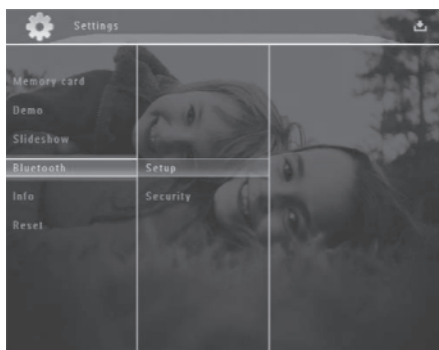 Settings
Memory card
Demo
Slideshow
Bluetooth
Info
Reset
Setup
Security